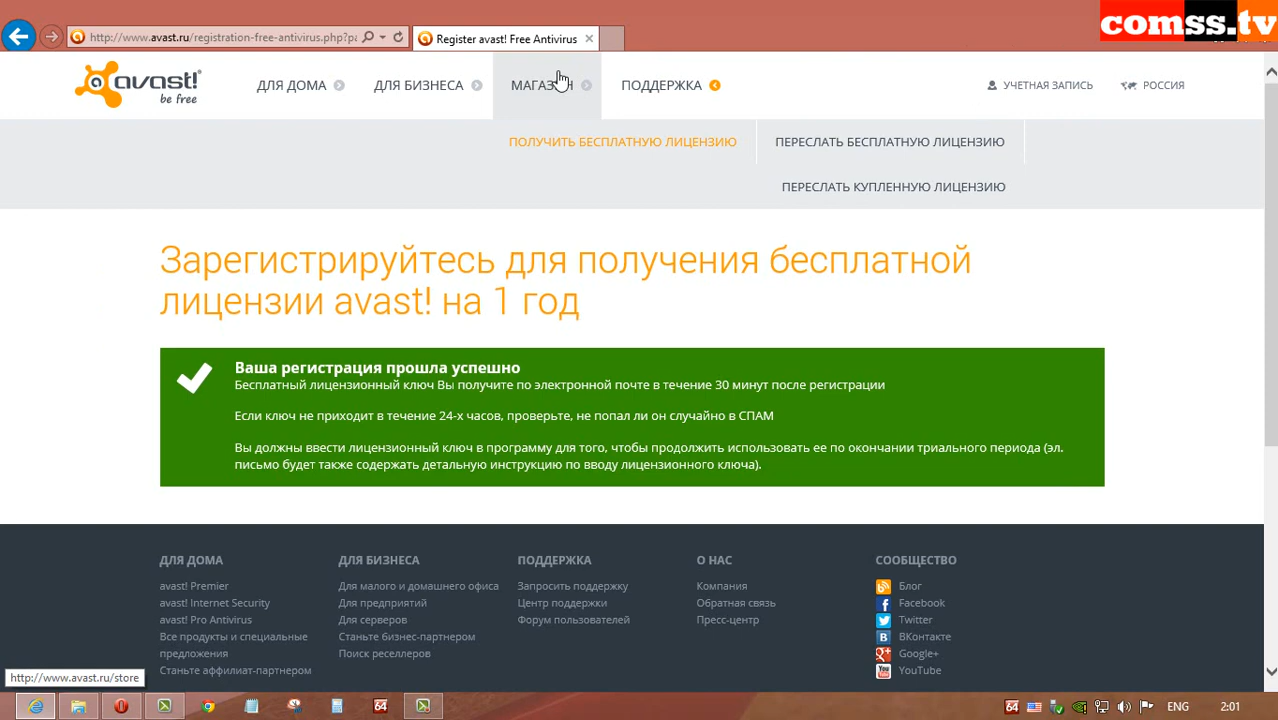 comss.tv
http://www.avast.ru/registration-free-antivirus.php?pa
Register avast! Free Antivirus
avast!
be free
ДЛЯ ДОМА
ДЛЯ БИЗНЕСА
МАГАЗИН
ПОДДЕРЖКА
УЧЕТНАЯ ЗАПИСЬ
РОССИЯ
ПОЛУЧИТЬ БЕСПЛАТНУЮ ЛИЦЕНЗИЮ
ПЕРЕСЛАТЬ БЕСПЛАТНУЮ ЛИЦЕНЗИЮ
ПЕРЕСЛАТЬ КУПЛЕННУЮ ЛИЦЕНЗИЮ
Зарегистрируйтесь для получения бесплатной
лицензии avast! на 1 год
Ваша регистрация прошла успешно
Бесплатный лицензионный ключ Вы получите по электронной почте в течение 30 минут после регистрации
Если ключ не приходит в течение 24-х часов, проверьте, не попал ли он случайно в СПАМ
Вы должны ввести лицензионный ключ в программу для того, чтобы продолжить использовать ее по окончании триального периода (эл.
письмо будет также содержать детальную инструкцию по вводу лицензионного ключа).
ДЛЯ ДОМА
avast! Premier
avast! Internet Security
avast! Pro Antivirus
Все продукты и специальные
предложения
Станьте аффилиат-партнером
ДЛЯ БИЗНЕСА
Для малого и домашнего офиса
Для предприятий
Для серверов
Станьте бизнес-партнером
Поиск реселлеров
ПОДДЕРЖКА
Запросить поддержку
Центр поддержки
Форум пользователей
О НАС
Компания
Обратная связь
Пресс-центр
СООБЩЕСТВО
Блог
Facebook
Twitter
ВКонтакте
Google+
YouTube
http://www.avast.ru/store
64
64
ENG
2:01